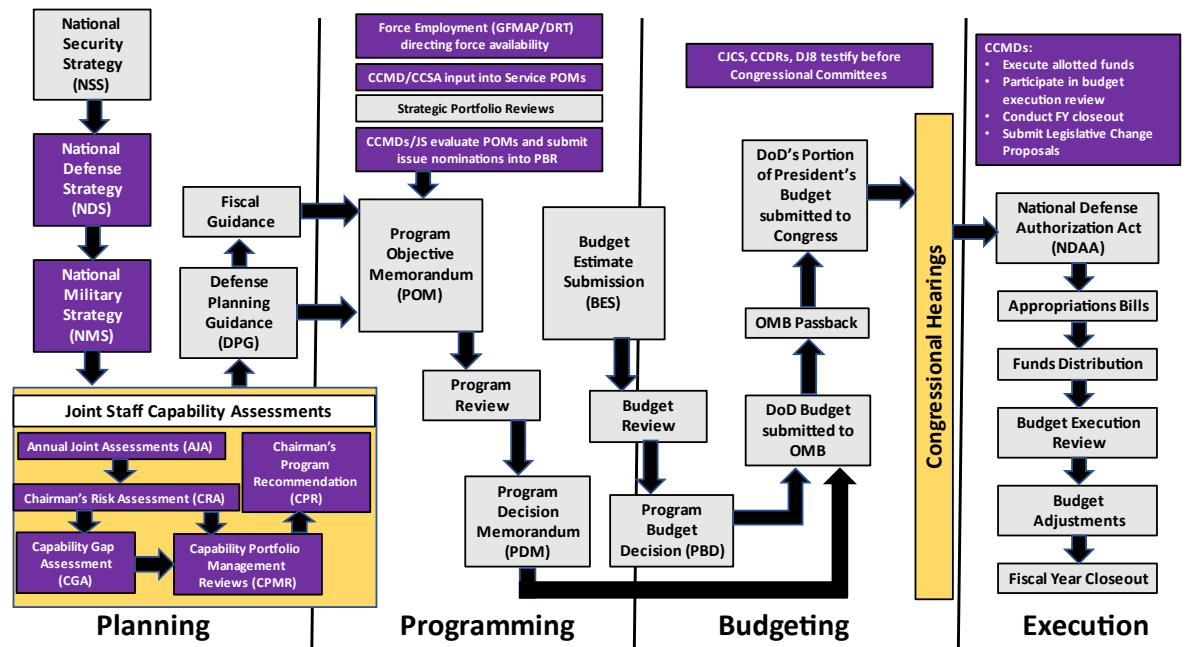 National
Security
Strategy
(NSS)
National
Defense
Strategy
(NDS)
National
Military
Strategy
(NMS)
Fiscal
Guidance
Defense
Planning
Guidance
(DPG)
Joint Staff Capability Assessments
Annual Joint Assessments (AJA)
Chairman's Risk Assessment (CRA)
Capability Gap
Assessment
(CGA)
Capability Portfolio
Management
Reviews (CPMR)
Chairman's
Program
Recommendation
(CPR)
Planning
Force Employment (GFMAP/DRT)
directing force availability
CCMD/CCSA input into Service POMs
Strategic Portfolio Reviews
CCMDs/JS evaluate POMs and submit
issue nominations into PBR
Program
Objective
Memorandum
(POM)
Program
Review
Program
Decision
Memorandum
(PDM)
Budget
Estimate
Submission
(BES)
Programming
Budget
Review
Program
Budget
Decision (PBD)
CJCS, CCDRs, DJ8 testify before
Congressional Committees
DoD's Portion
of President's
Budget
submitted to
Congress
OMB Passback
DoD Budget
submitted to
OMB
Budgeting
Congressional Hearings
CCMDs:
• Execute allotted funds
• Participate in budget
execution review
• Conduct FY closeout
• Submit Legislative Change
Proposals
National Defense
Authorization Act
(NDAA)
Appropriations Bills
Funds Distribution
Budget Execution
Review
Budget
Adjustments
Fiscal Year Closeout
Execution